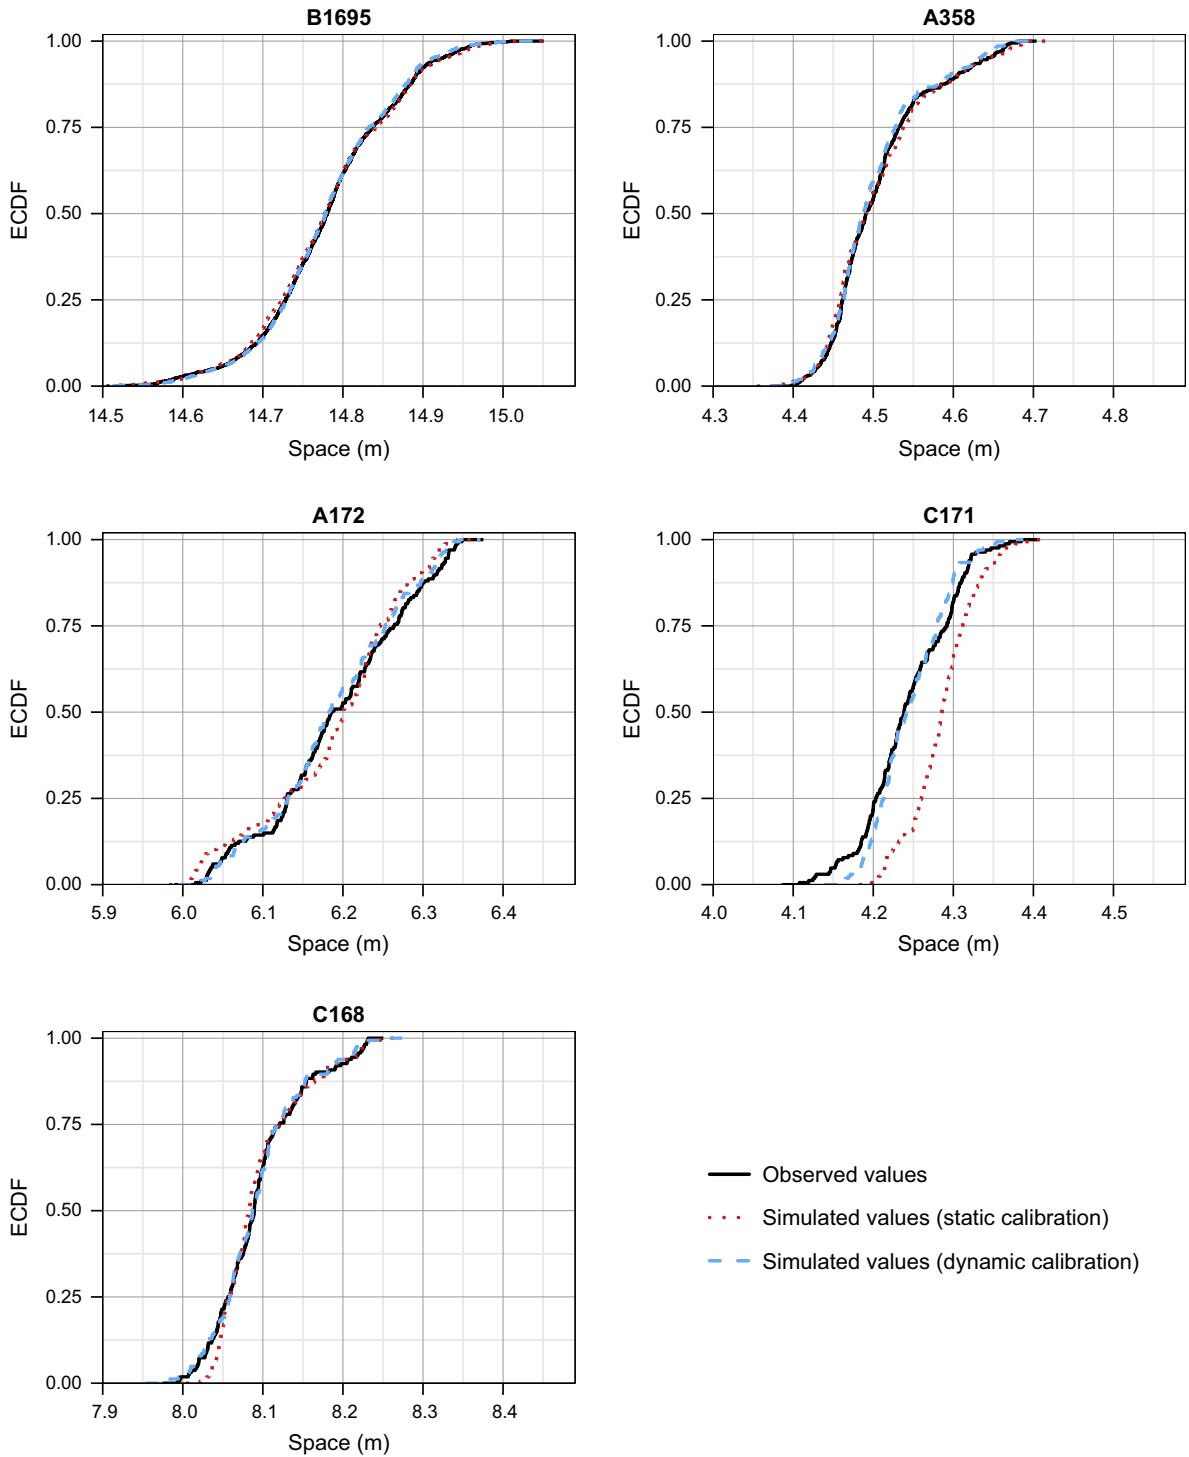 B1695
1.00
0.75
0.50
0.25
0.00
ECDF
14.5 14.6 14.7 14.8 14.9 15.0
Space (m)
A358
1.00
0.75
0.50
0.25
0.00
ECDF
4.3 4.4 4.5 4.6 4.7 4.8
Space (m)
A172
1.00
0.75
0.50
0.25
0.00
ECDF
5.9 6.0 6.1 6.2 6.3 6.4
Space (m)
C171
1.00
0.75
0.50
0.25
0.00
ECDF
4.0 4.1 4.2 4.3 4.4 4.5
Space (m)
C168
1.00
0.75
0.50
0.25
0.00
ECDF
7.9 8.0 8.1 8.2 8.3 8.4
Space (m)
Observed values
Simulated values (static calibration)
Simulated values (dynamic calibration)